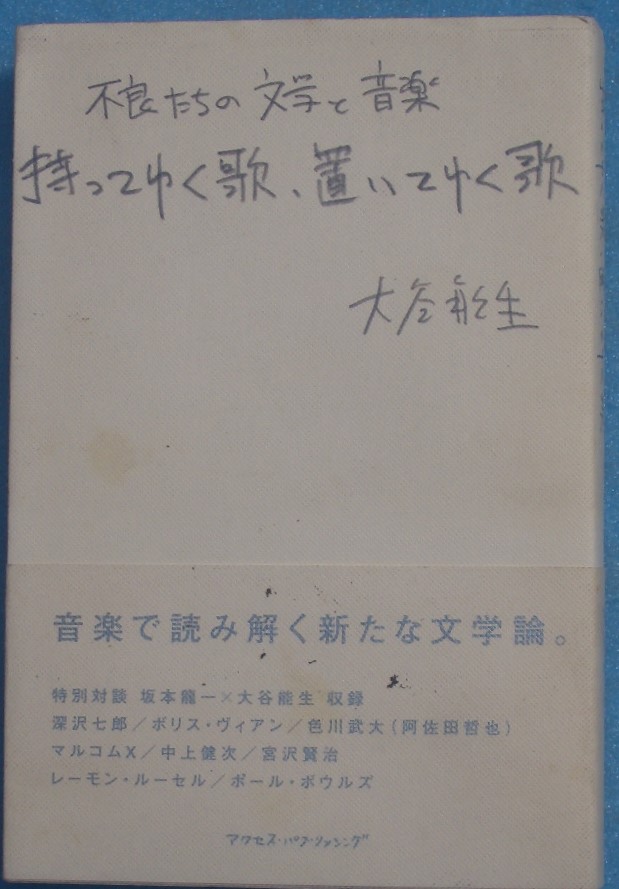 不良たちの文学と音楽
持ってゆく歌、置いてゆく歌
大谷能生
音楽で読み解く新たな文学論。
特別対談 坂本龍一×大谷能生 収録
深沢七郎／ボリス・ヴィアン／色川武大(阿佐田哲也)
マルコムX／中上健次／宮沢賢治
レーモン・ルーセル／ポール・ボウルズ
アクセス・パブリッシング